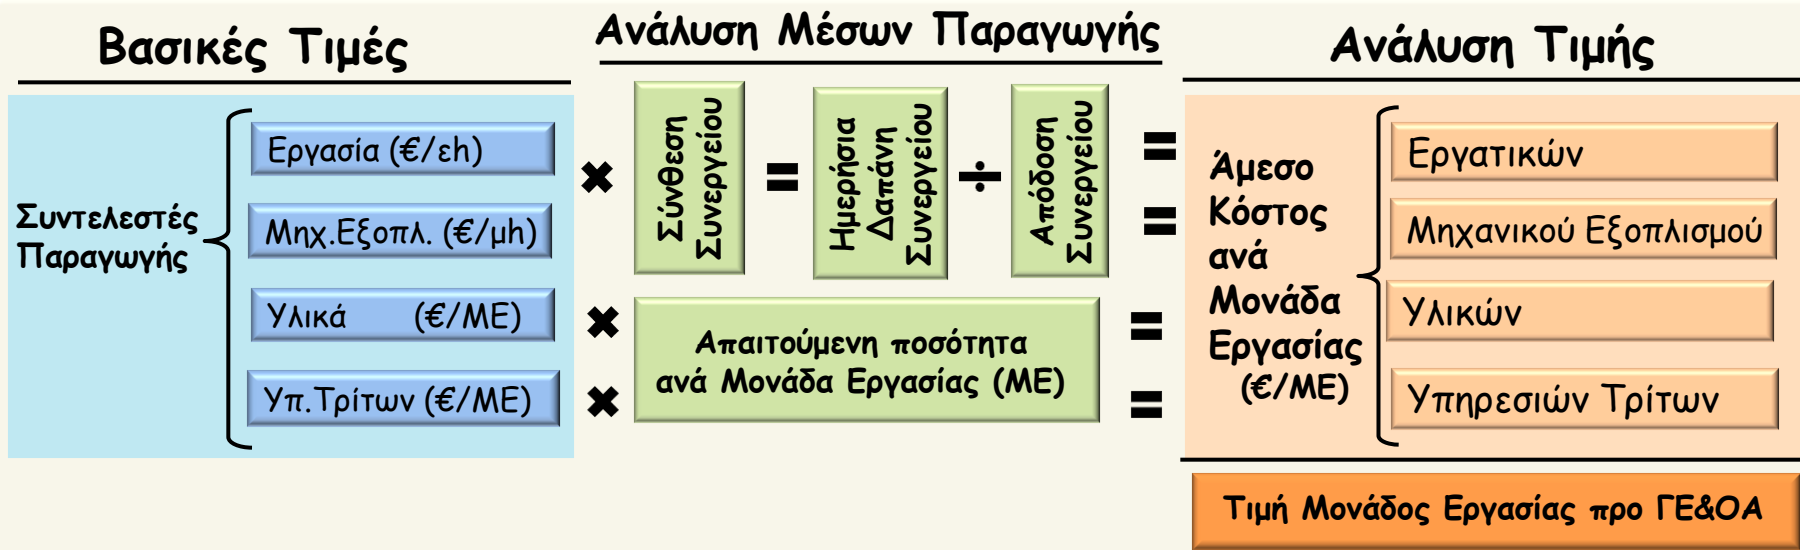 Βασικές Τιμές
Συντελεστές
Παραγωγής
Εργασία (€/εh)
Μηχ.Εξοπλ. (€/μh)
Υλικά (€/ΜΕ)
Υπ.Τρίτων (€/ΜΕ)
Ανάλυση Μέσων Παραγωγής
✖
Σύνθεση
Συνεργείου
=
Ημερήσια
Δαπάνη
Συνεργείου
÷
Απόδοση
Συνεργείου
=
=
✖
✖
Απαιτούμενη ποσότητα
ανά Μονάδα Εργασίας (ΜΕ)
=
=
Ανάλυση Τιμής
Άμεσο
Κόστος
ανά
Μονάδα
Εργασίας
(€/ΜΕ)
Εργατικών
Μηχανικού Εξοπλισμού
Υλικών
Υπηρεσιών Τρίτων
Τιμή Μονάδος Εργασίας προ ΓΕ&ΟΑ